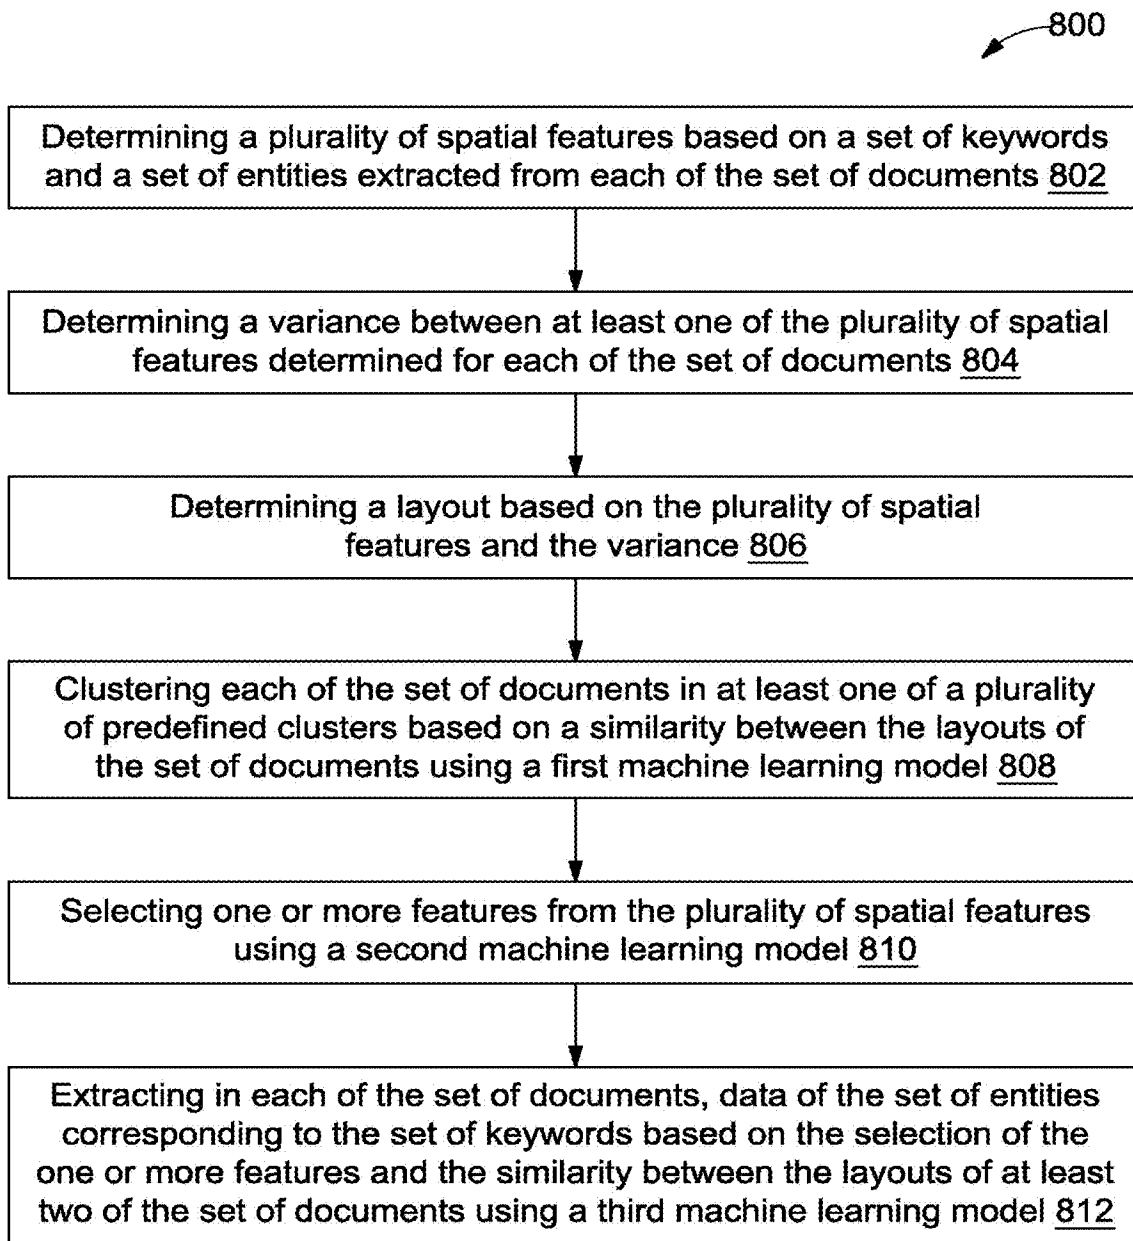 800
Determining a plurality of spatial features based on a set of keywords
and a set of entities extracted from each of the set of documents 802
Determining a variance between at least one of the plurality of spatial
features determined for each of the set of documents 804
Determining a layout based on the plurality of spatial
features and the variance 806
Clustering each of the set of documents in at least one of a plurality
of predefined clusters based on a similarity between the layouts of
the set of documents using a first machine learning model 808
Selecting one or more features from the plurality of spatial features
using a second machine learning model 810
Extracting in each of the set of documents, data of the set of entities
corresponding to the set of keywords based on the selection of the
one or more features and the similarity between the layouts of at least
two of the set of documents using a third machine learning model 812